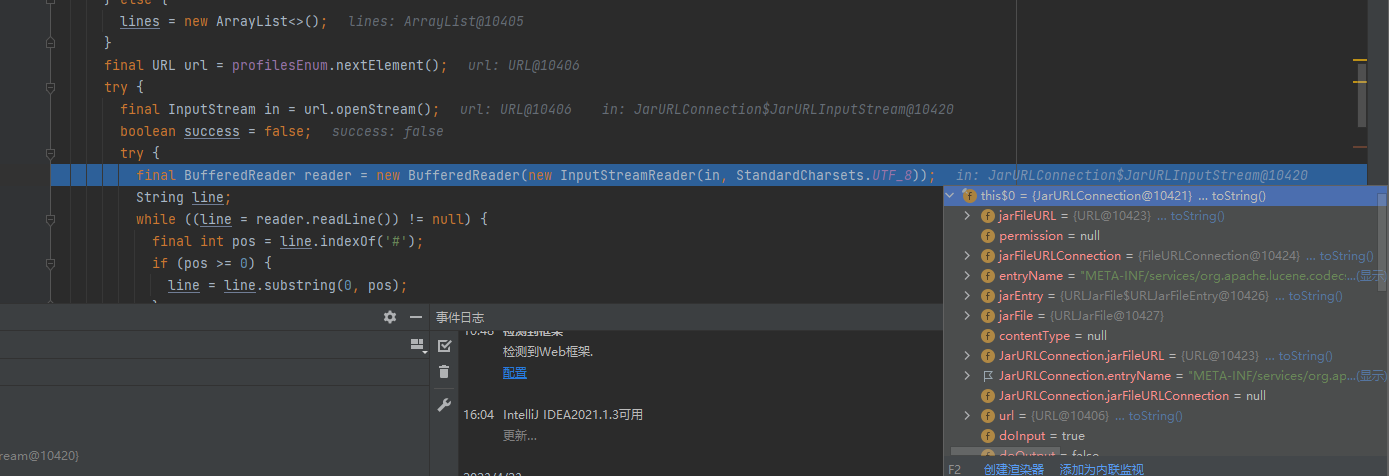 } else {
lines = new ArrayList<>();   lines: ArrayList@10405
}
final URL url = profilesEnum.nextElement();   url: URL@10406
try {
final InputStream in = url.openStream();   url: URL@10406   in: JarURLConnection$JarURLInputStream@10420
boolean success = false;   success: false
try {
final BufferedReader reader = new BufferedReader(new InputStreamReader(in, StandardCharsets.UTF_8));   in: JarURLConnection$JarURLInputStream@10420
String line;
while ((line = reader.readLine()) != null) {
final int pos = line.indexOf('#');
if (pos >= 0) {
line = line.substring(0, pos);
}
this$0 = {JarURLConnection@10421} ... toString()
jarFileURL = {URL@10423} ... toString()
permission = null
jarFileURLConnection = {FileURLConnection@10424} ... toString()
entryName = "META-INF/services/org.apache.lucene.codec:...(显示)
jarEntry = {URLJarFile$URLJarFileEntry@10426} ... toString()
jarFile = {URLJarFile@10427}
contentType = null
JarURLConnection.jarFileURL = {URL@10423} ... toString()
JarURLConnection.entryName = "META-INF/services/org.ap...(显示)
JarURLConnection.jarFileURLConnection = null
url = {URL@10406} ... toString()
doInput = true
doOutput = false
F2 创建渲染器 添加为内联监视
事件日志
10:46 检测到框架
检测到Web框架.
配置
16:04 IntelliJ IDEA2021.1.3可用
更新...
ream@10420}